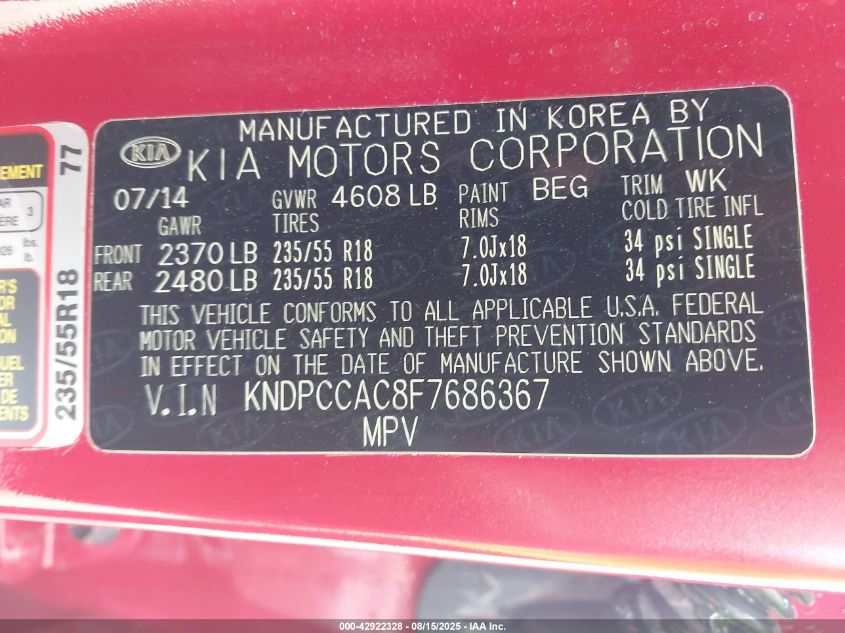 MANUFACTURED IN KOREA BY
KIA KIA MOTORS CORPORATION
07/14 GVWR 4608 LB PAINT BEG TRIM WK
GAWR TIRES RIMS COLD TIRE INFL
FRONT 2370 LB 235/55 R18 7.0Jx18 34 psi SINGLE
REAR 2480 LB 235/55 R18 7.0Jx18 34 psi SINGLE
THIS VEHICLE CONFORMS TO ALL APPLICABLE U.S.A. FEDERAL
MOTOR VEHICLE SAFETY AND THEFT PREVENTION STANDARDS
IN EFFECT ON THE DATE OF MANUFACTURE SHOWN ABOVE.
V.I.N KNDPCCAC8F7686367
MPV
235/55R18 77
3
lbs.
lb.
000-42922328 - 08/15/2025 - IAA Inc.